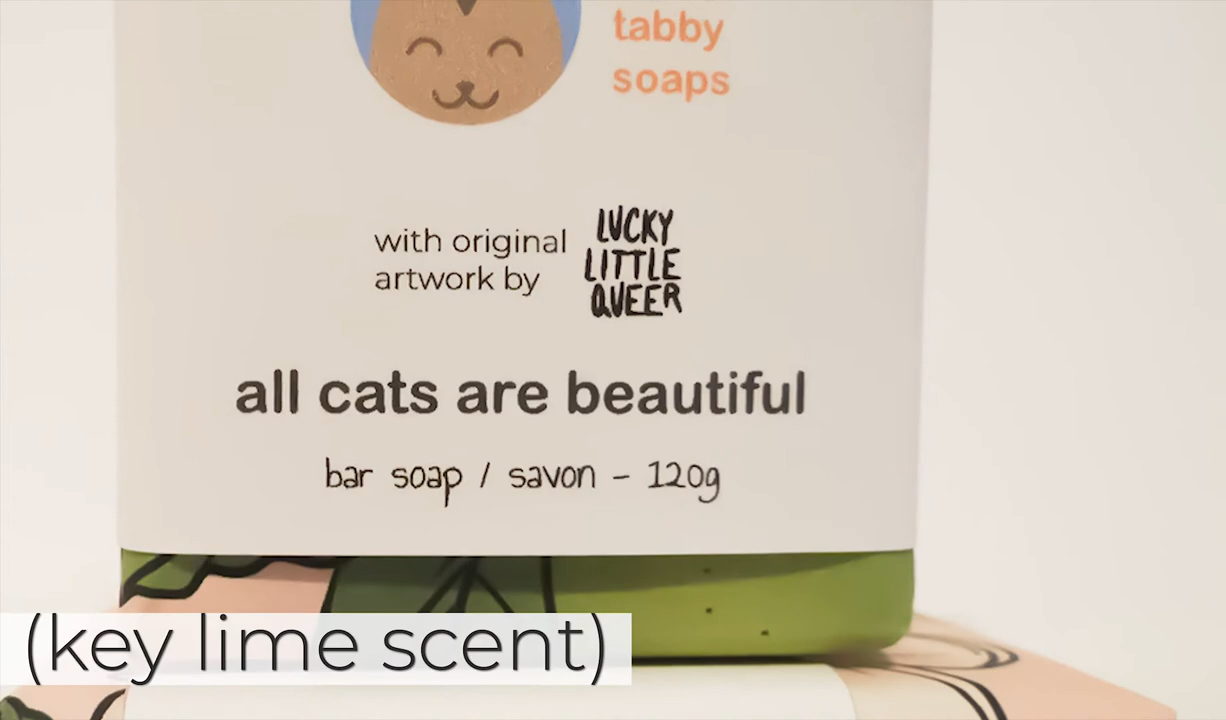 tabby
soaps
with original
artwork by
LUCKY
LITTLE
QUEER
all cats are beautiful
bar soap / savon - 120g
(key lime scent)